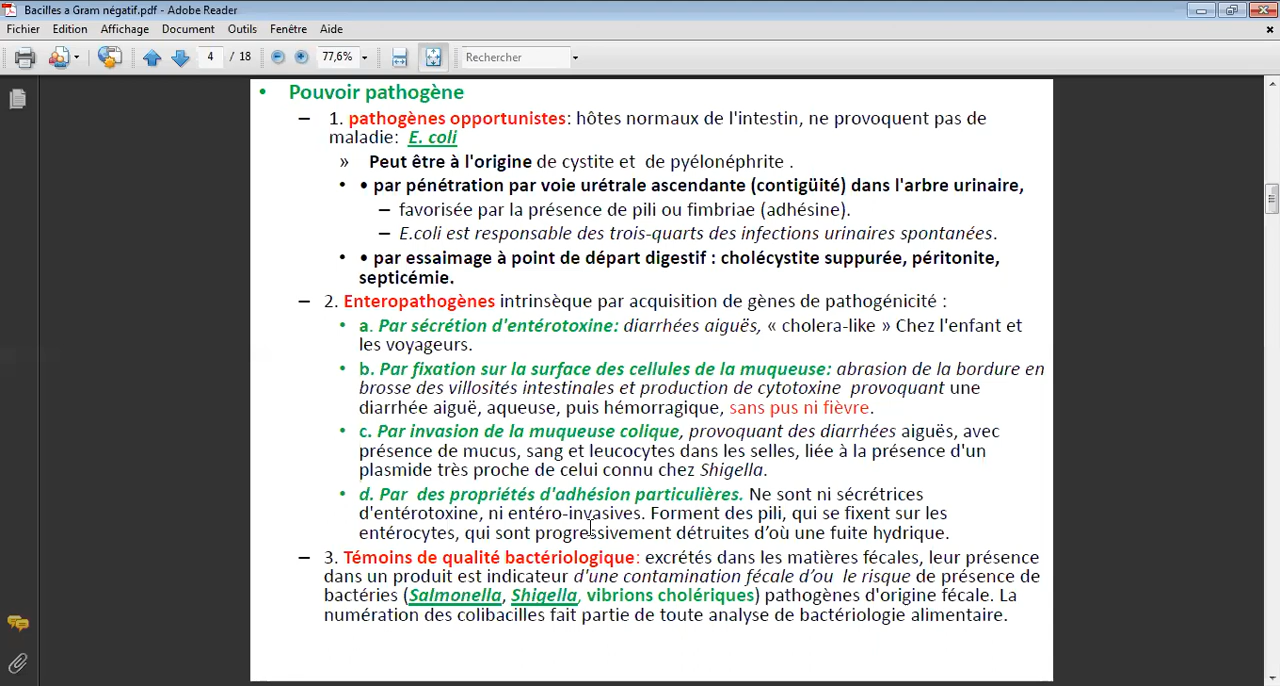 Bacilles a Gram négatif.pdf - Adobe Reader
Fichier Edition Affichage Document Outils Fenêtre Aide
4 / 18 77,6% Rechercher
• Pouvoir pathogène
– 1. pathogènes opportunistes: hôtes normaux de l'intestin, ne provoquent pas de
maladie: E. coli
» Peut être à l'origine de cystite et de pyélonéphrite .
• • par pénétration par voie urétrale ascendante (contigüité) dans l'arbre urinaire,
– favorisée par la présence de pili ou fimbriae (adhésine).
– E.coli est responsable des trois-quarts des infections urinaires spontanées.
• • par essaimage à point de départ digestif : cholécystite suppurée, péritonite,
septicémie.
– 2. Enteropathogènes intrinsèque par acquisition de gènes de pathogénicité :
• a. Par sécrétion d'entérotoxine: diarrhées aiguës, « cholera-like » Chez l'enfant et
les voyageurs.
• b. Par fixation sur la surface des cellules de la muqueuse: abrasion de la bordure en
brosse des villosités intestinales et production de cytotoxine provoquant une
diarrhée aiguë, aqueuse, puis hémorragique, sans pus ni fièvre.
• c. Par invasion de la muqueuse colique, provoquant des diarrhées aiguës, avec
présence de mucus, sang et leucocytes dans les selles, liée à la présence d'un
plasmide très proche de celui connu chez Shigella.
• d. Par des propriétés d'adhésion particulières. Ne sont ni sécrétrices
d'entérotoxine, ni entéro-invasives. Forment des pili, qui se fixent sur les
entérocytes, qui sont progressivement détruites d’où une fuite hydrique.
– 3. Témoins de qualité bactériologique: excrétés dans les matières fécales, leur présence
dans un produit est indicateur d'une contamination fécale d’ou le risque de présence de
bactéries (Salmonella, Shigella, vibrions cholériques) pathogènes d'origine fécale. La
numération des colibacilles fait partie de toute analyse de bactériologie alimentaire.